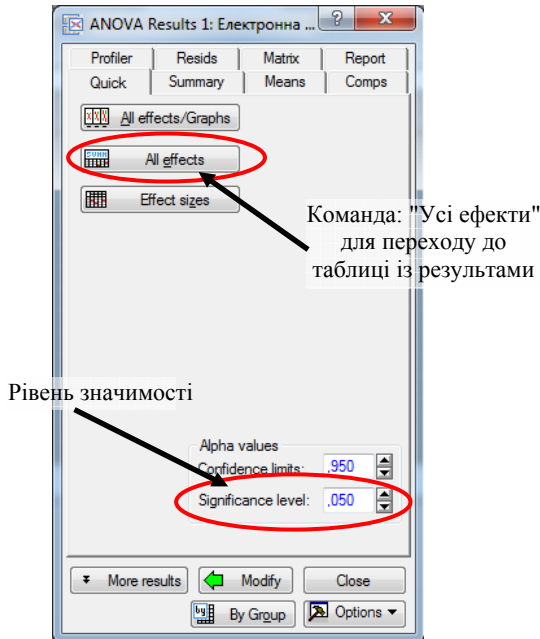 ANOVA Results 1: Електронна ...
Profiler Resids Matrix Report
Quick Summary Means Comps
All effects/Graphs
All effects
Effect sizes
Команда: "Усі ефекти"
для переходу до
таблиці із результами
Рівень значимості
Alpha values
Confidence limits: ,950
Significance level: ,050
More results Modify Close
By Group Options